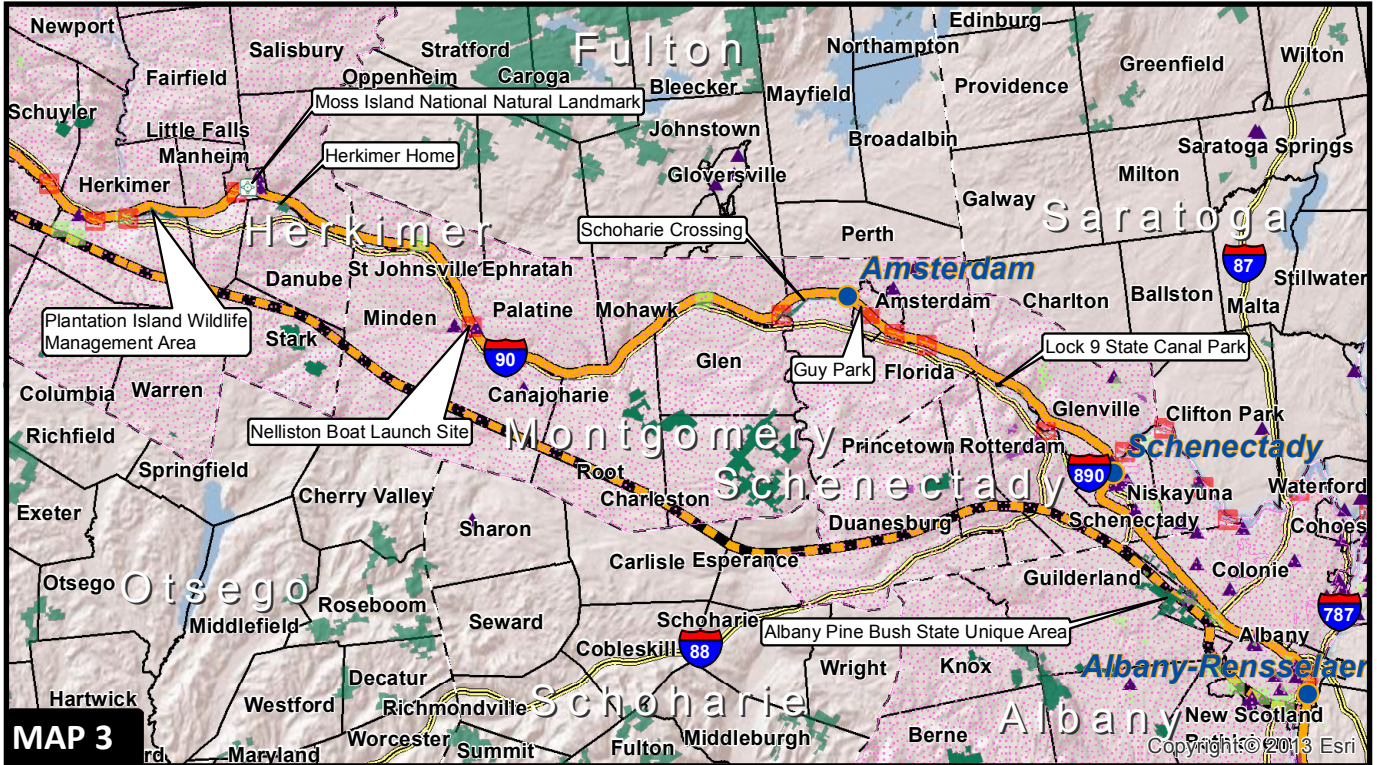 Newport
Salisbury
Stratford
Fulton
Edinburg
Northampton
Wilton
Greenfield
Fairfield
Oppenheim
Caroga
Bleecker
Mayfield
Providence
Moss Island National Natural Landmark
Schuyler
Little Falls
Johnstown
Broadalbin
Manheim
Herkimer Home
Saratoga Springs
Herkimer
Gloversville
Milton
Galway
Saratoga
Schoharie Crossing
Perth
Herkimer
87
Danube
St Johnsville
Ephratah
Amsterdam
Stillwater
Plantation Island Wildlife
Management Area
Minden
Palatine
Mohawk
Amsterdam
Charlton
Ballston
Malta
Stark
90
Glen
Guy Park
Florida
Lock 9 State Canal Park
Columbia
Warren
Canajoharie
Glenville
Clifton Park
Nelliston Boat Launch Site
Montgomery
Richfield
Princetown
Rotterdam
Schenectady
Springfield
Root
Schenectady
890
Cherry Valley
Charleston
Niskayuna
Waterford
Exeter
Sharon
Duanesburg
Schenectady
Cohoes
Carlisle
Esperance
Otsego
Otsego
Guilderland
Colonie
Roseboom
787
Middlefield
Seward
Schoharie
Albany Pine Bush State Unique Area
Albany
Cobleskill
88
Wright
Knox
Albany-Rensselaer
Hartwick
Decatur
Westford
Richmondville
Schoharie
Albany
New Scotland
MAP 3
rd
Maryland
Worcester
Summit
Fulton
Middleburgh
Berne
Copyright:© 2013 Esri